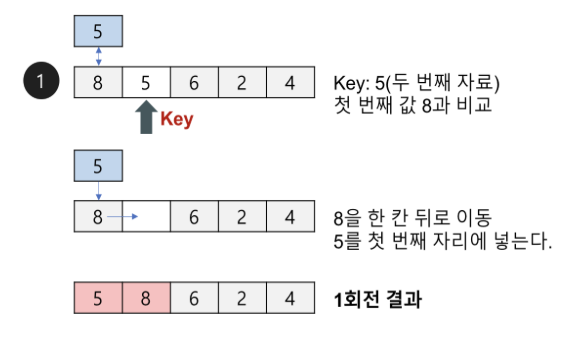 5
1
8 5 6 2 4
Key: 5(두 번째 자료)
첫 번째 값 8과 비교
Key
5
8 6 2 4
8을 한 칸 뒤로 이동
5를 첫 번째 자리에 넣는다.
5 8 6 2 4
1회전 결과